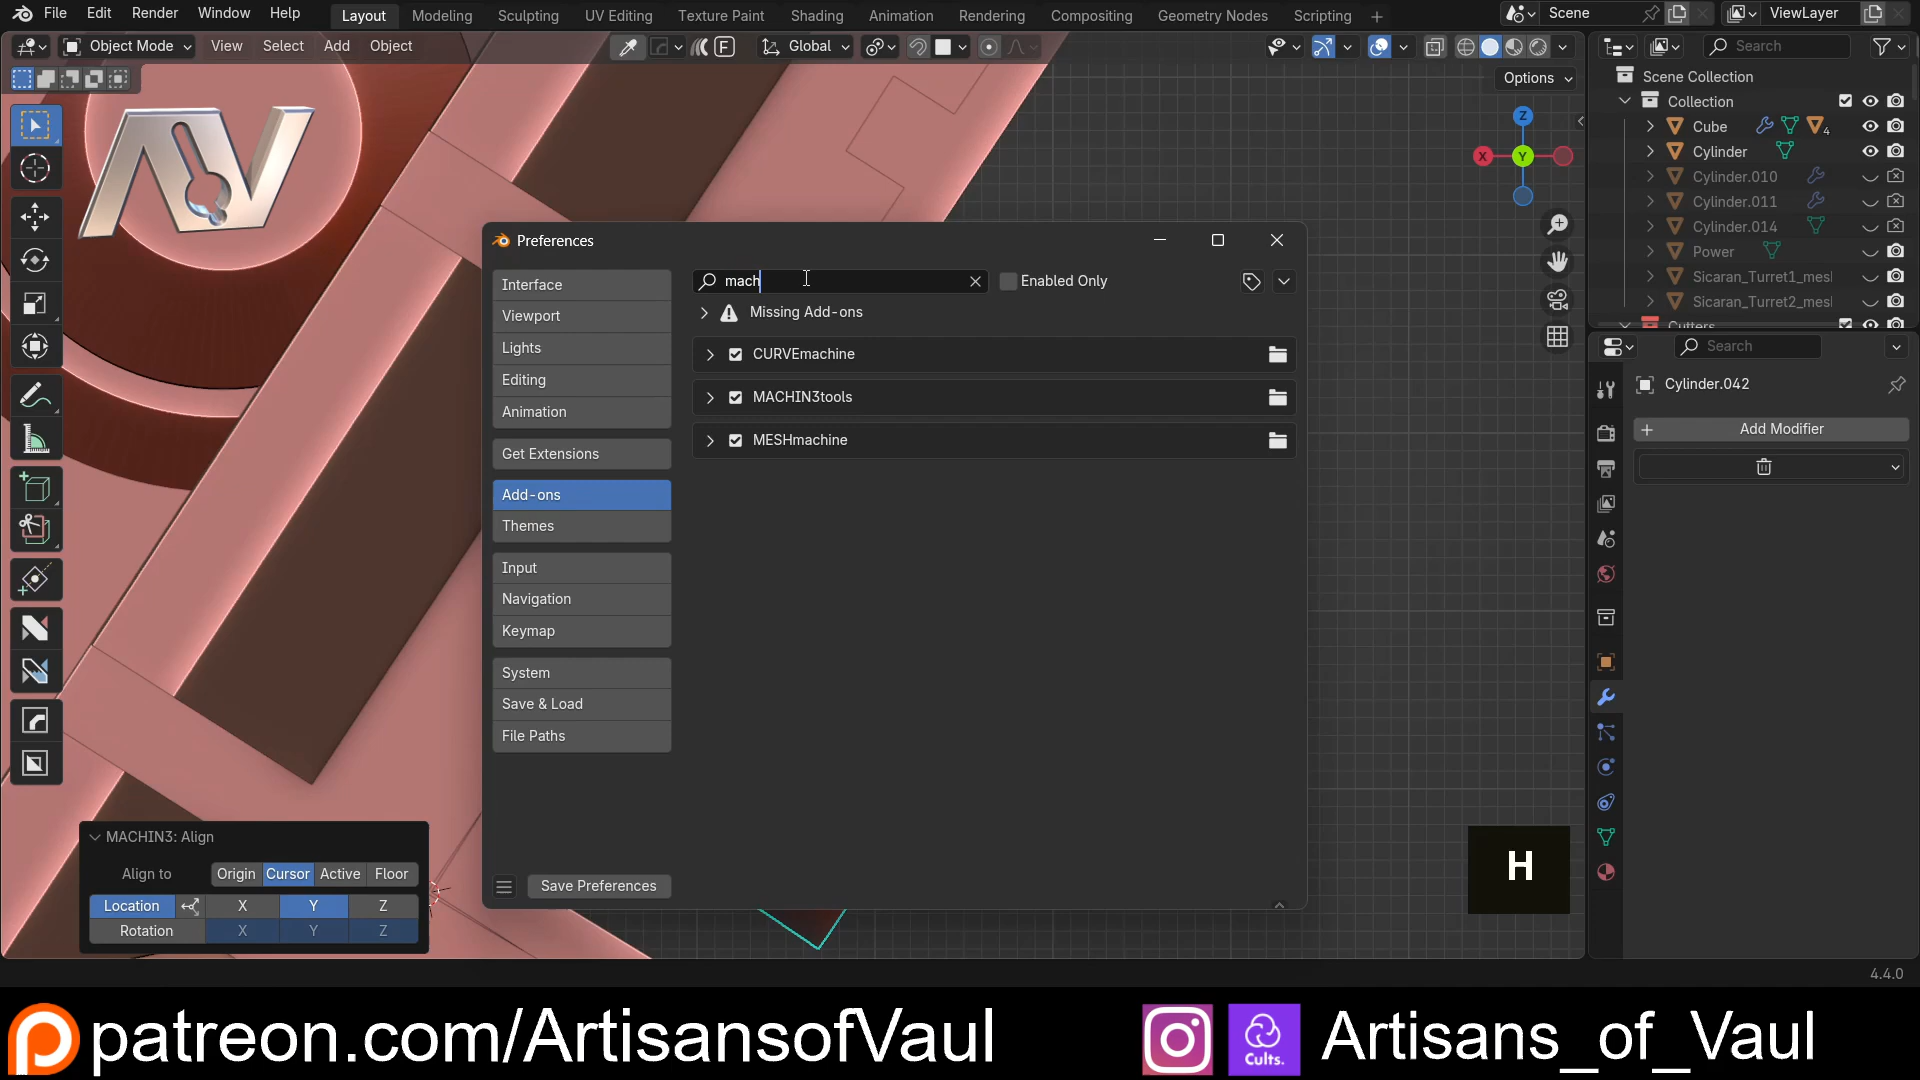 File Edit Render Window Help Layout Modeling Sculpting UV Editing Texture Paint Shading Animation Rendering Compositing Geometry Nodes Scripting + Scene ViewLayer
Object Mode View Select Add Object Global Search
Options
Scene Collection
Collection
Cube 4
Cylinder
Cylinder.010
Cylinder.011
Cylinder.014
Power
Sicaran_Turret1_mesl
Sicaran_Turret2_mesl
Cutters
Z
X
Y
Search
Cylinder.042
Add Modifier
Preferences
Interface
Viewport
Lights
Editing
Animation
Get Extensions
Add-ons
Themes
Input
Navigation
Keymap
System
Save & Load
File Paths
Save Preferences
mach
Enabled Only
Missing Add-ons
CURVEmachine
MACHIN3tools
MESHmachine
MACHIN3: Align
Align to Origin Cursor Active Floor
Location X Y Z
Rotation X Y Z
H
4.4.0
patreon.com/ArtisansofVaul
Cults.
Artisans_of_Vaul